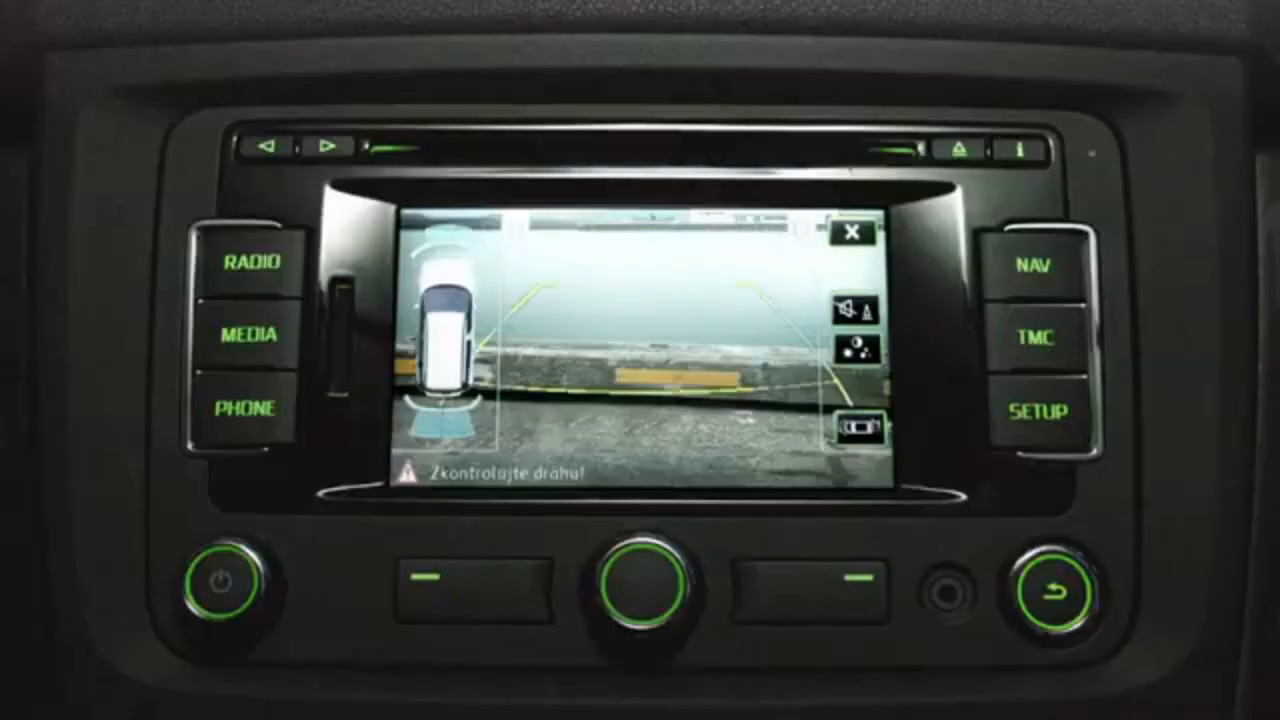 i
RADIO
NAV
MEDIA
TMC
PHONE
SETUP
Zkontrolujte dráhu!